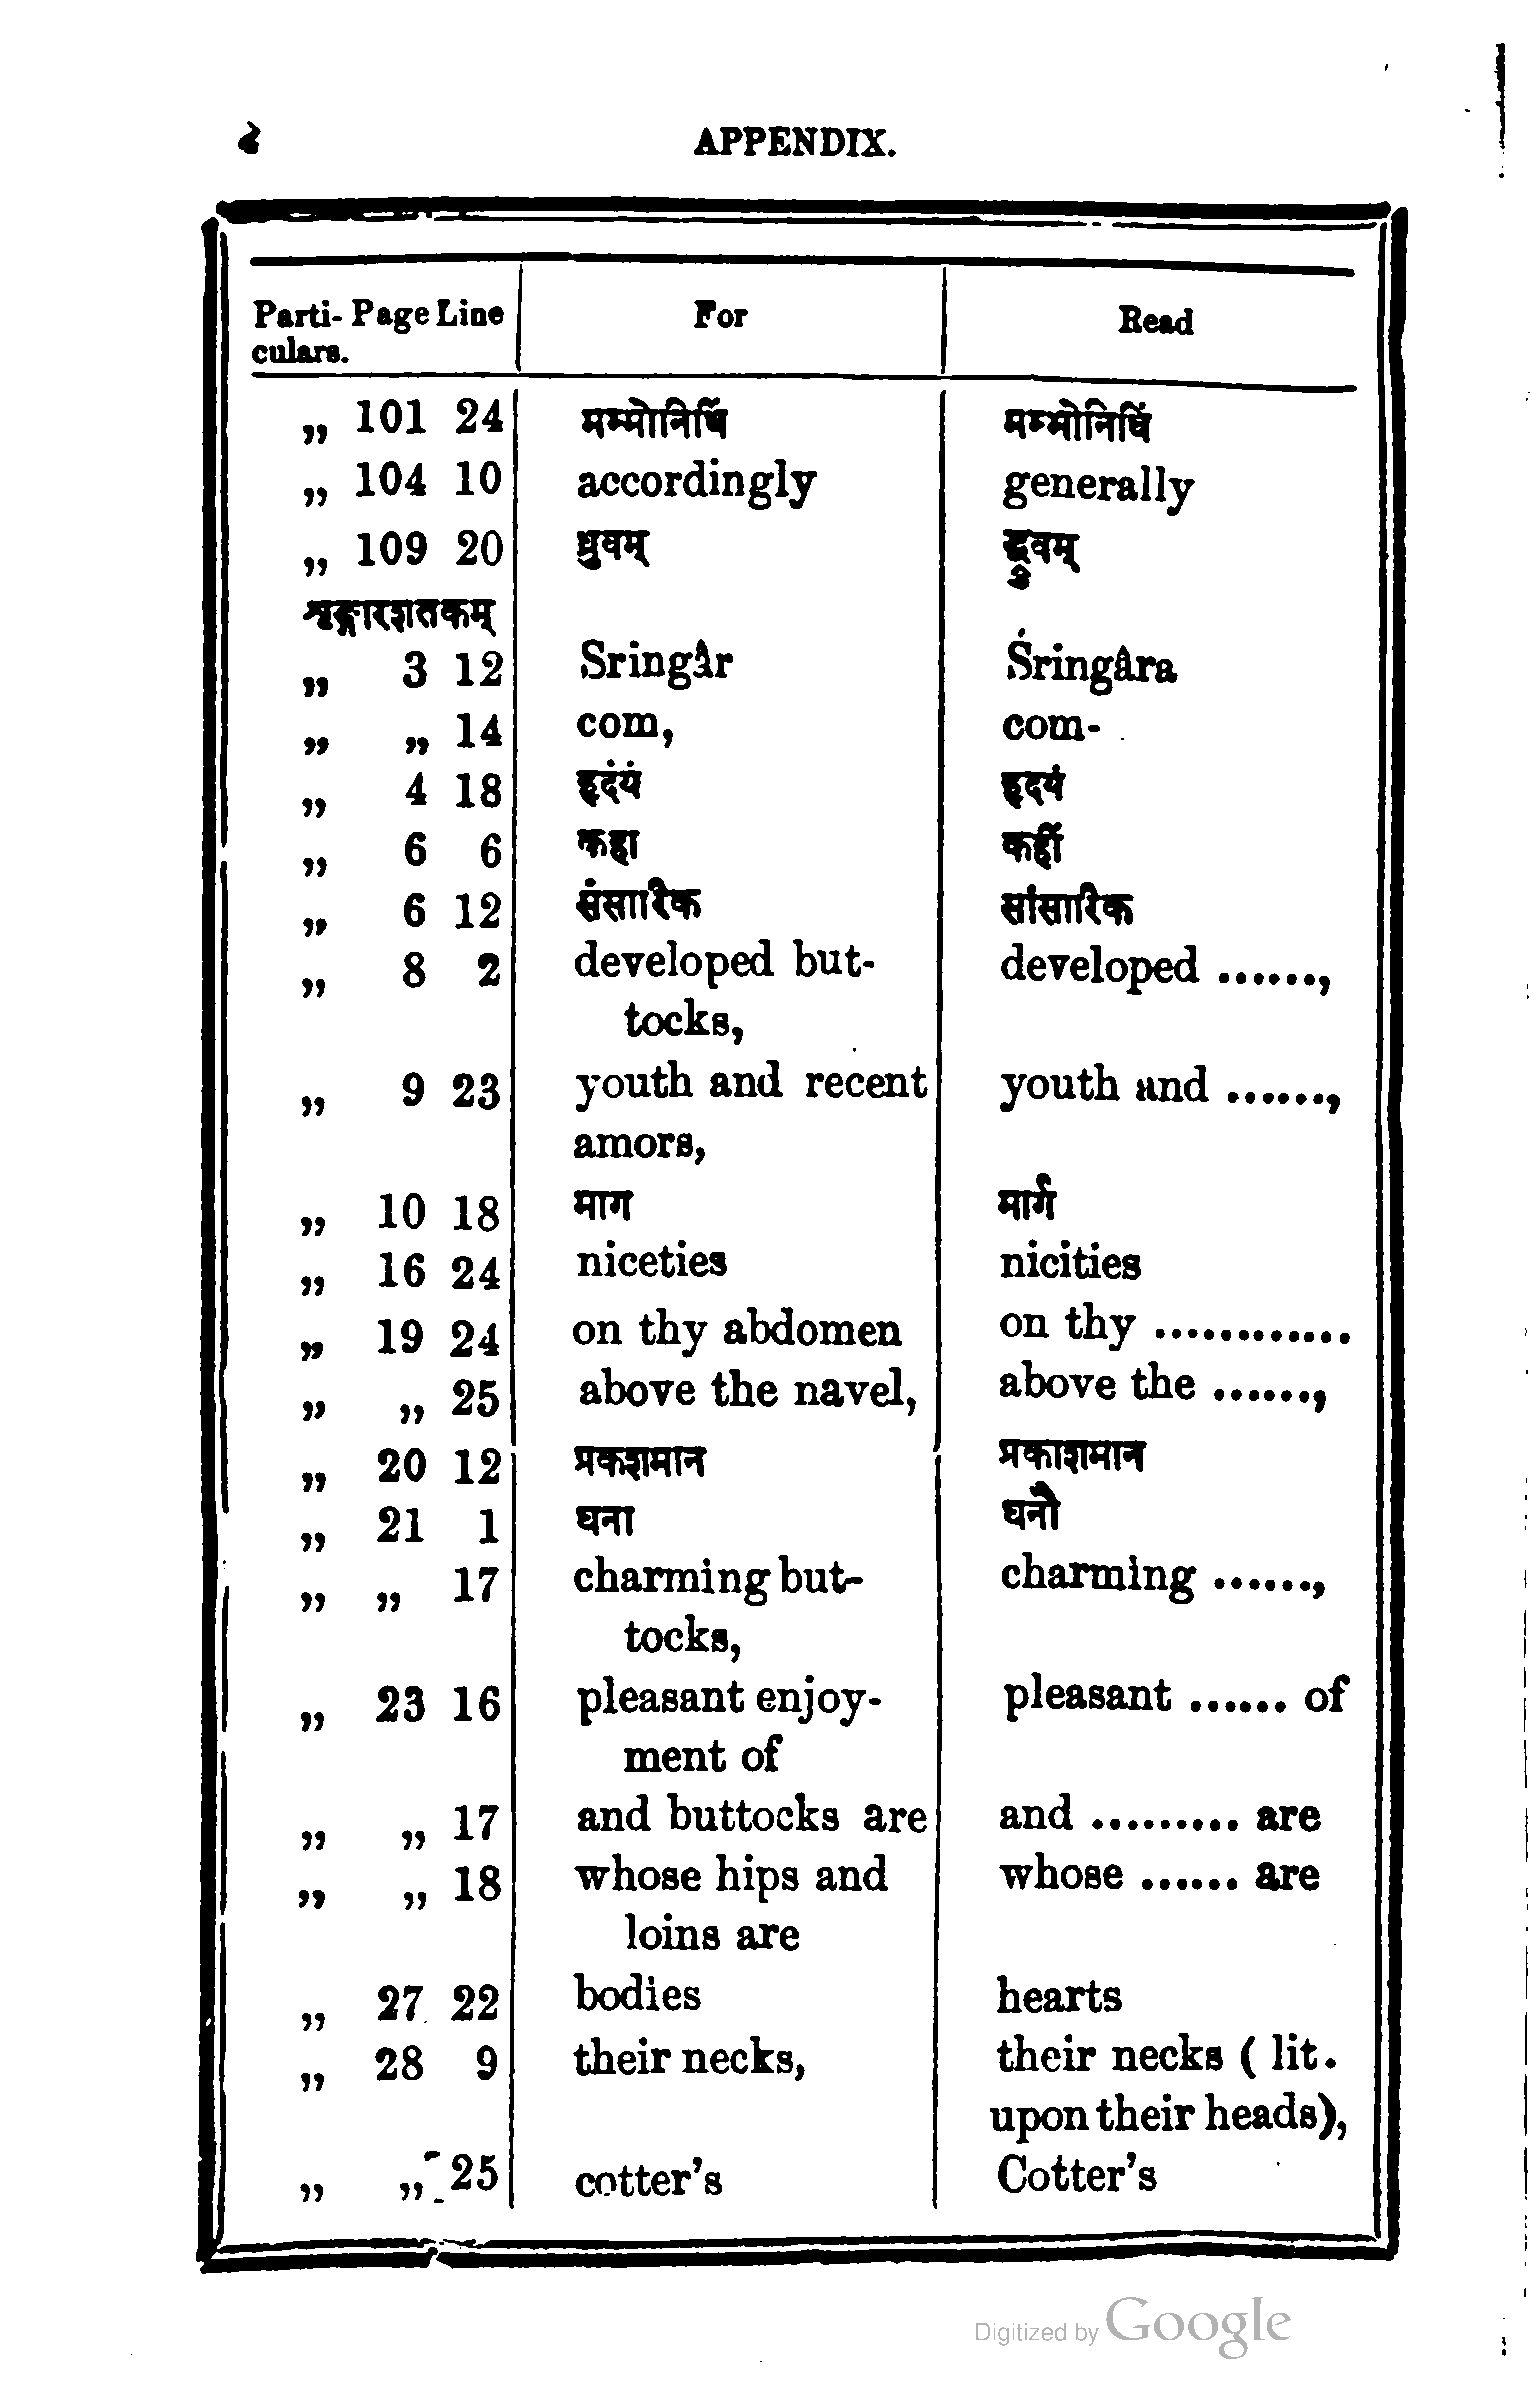 APPENDIX.
Parti- Page Line For Read
culars.
„ 101 24 मम्मोनिधिं मम्भोनिधिं
„ 104 10 accordingly generally
„ 109 20 ध्रुवम् द्ध्रुवम्
शृङ्गारशतकम्
„ 3 12 Sringâr Śringâra
„ „ 14 com, com-
„ 4 18 हृदंयं हृदयं
„ 6 6 कहा कहीं
„ 6 12 संसारिक सांसारिक
„ 8 2 developed but- developed ......,
tocks,
„ 9 23 youth and recent youth and ......,
amors,
„ 10 18 माग मार्ग
„ 16 24 niceties nicities
„ 19 24 on thy abdomen on thy ............
„ „ 25 above the navel, above the ......,
„ 20 12 प्रकशमान प्रकाशमान
„ 21 1 घना घनौ
„ „ 17 charming but- charming ......,
tocks,
„ 23 16 pleasant enjoy- pleasant ...... of
ment of
„ „ 17 and buttocks are and ......... are
„ „ 18 whose hips and whose ...... are
loins are
„ 27 22 bodies hearts
„ 28 9 their necks, their necks ( lit.
upon their heads),
„ „ 25 cotter's Cotter's
Digitized by Google